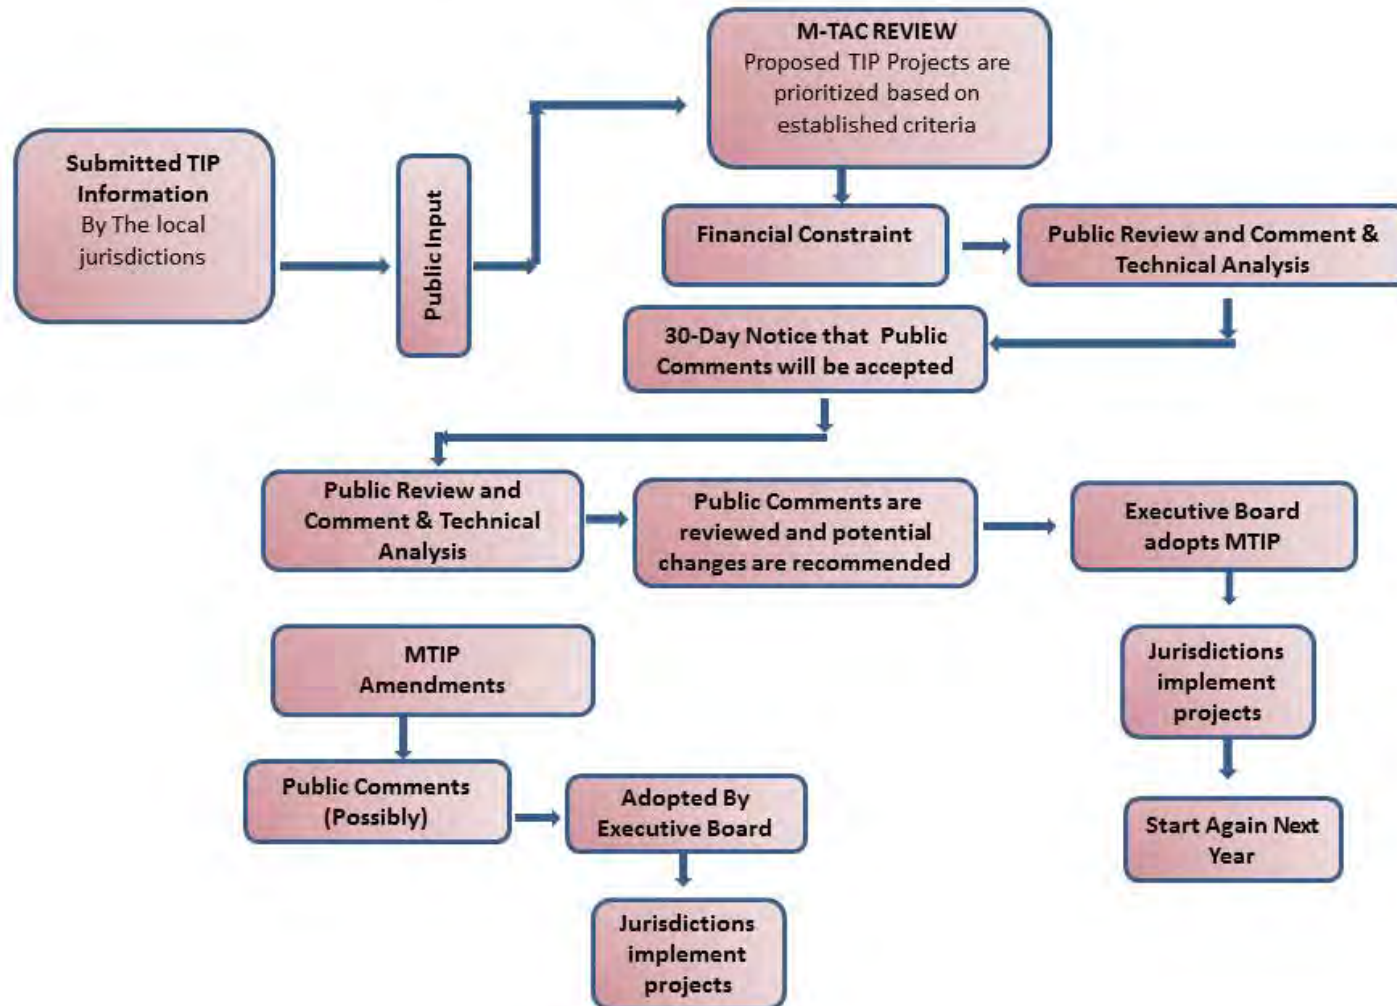 Submitted TIP
Information
By The local
jurisdictions
Public Input
M-TAC REVIEW
Proposed TIP Projects are
prioritized based on
established criteria
Financial Constraint
Public Review and Comment &
Technical Analysis
30-Day Notice that Public
Comments will be accepted
Public Review and
Comment & Technical
Analysis
Public Comments are
reviewed and potential
changes are recommended
Executive Board
adopts MTIP
Jurisdictions
implement
projects
Start Again Next
Year
MTIP
Amendments
Public Comments
(Possibly)
Adopted By
Executive Board
Jurisdictions
implement
projects